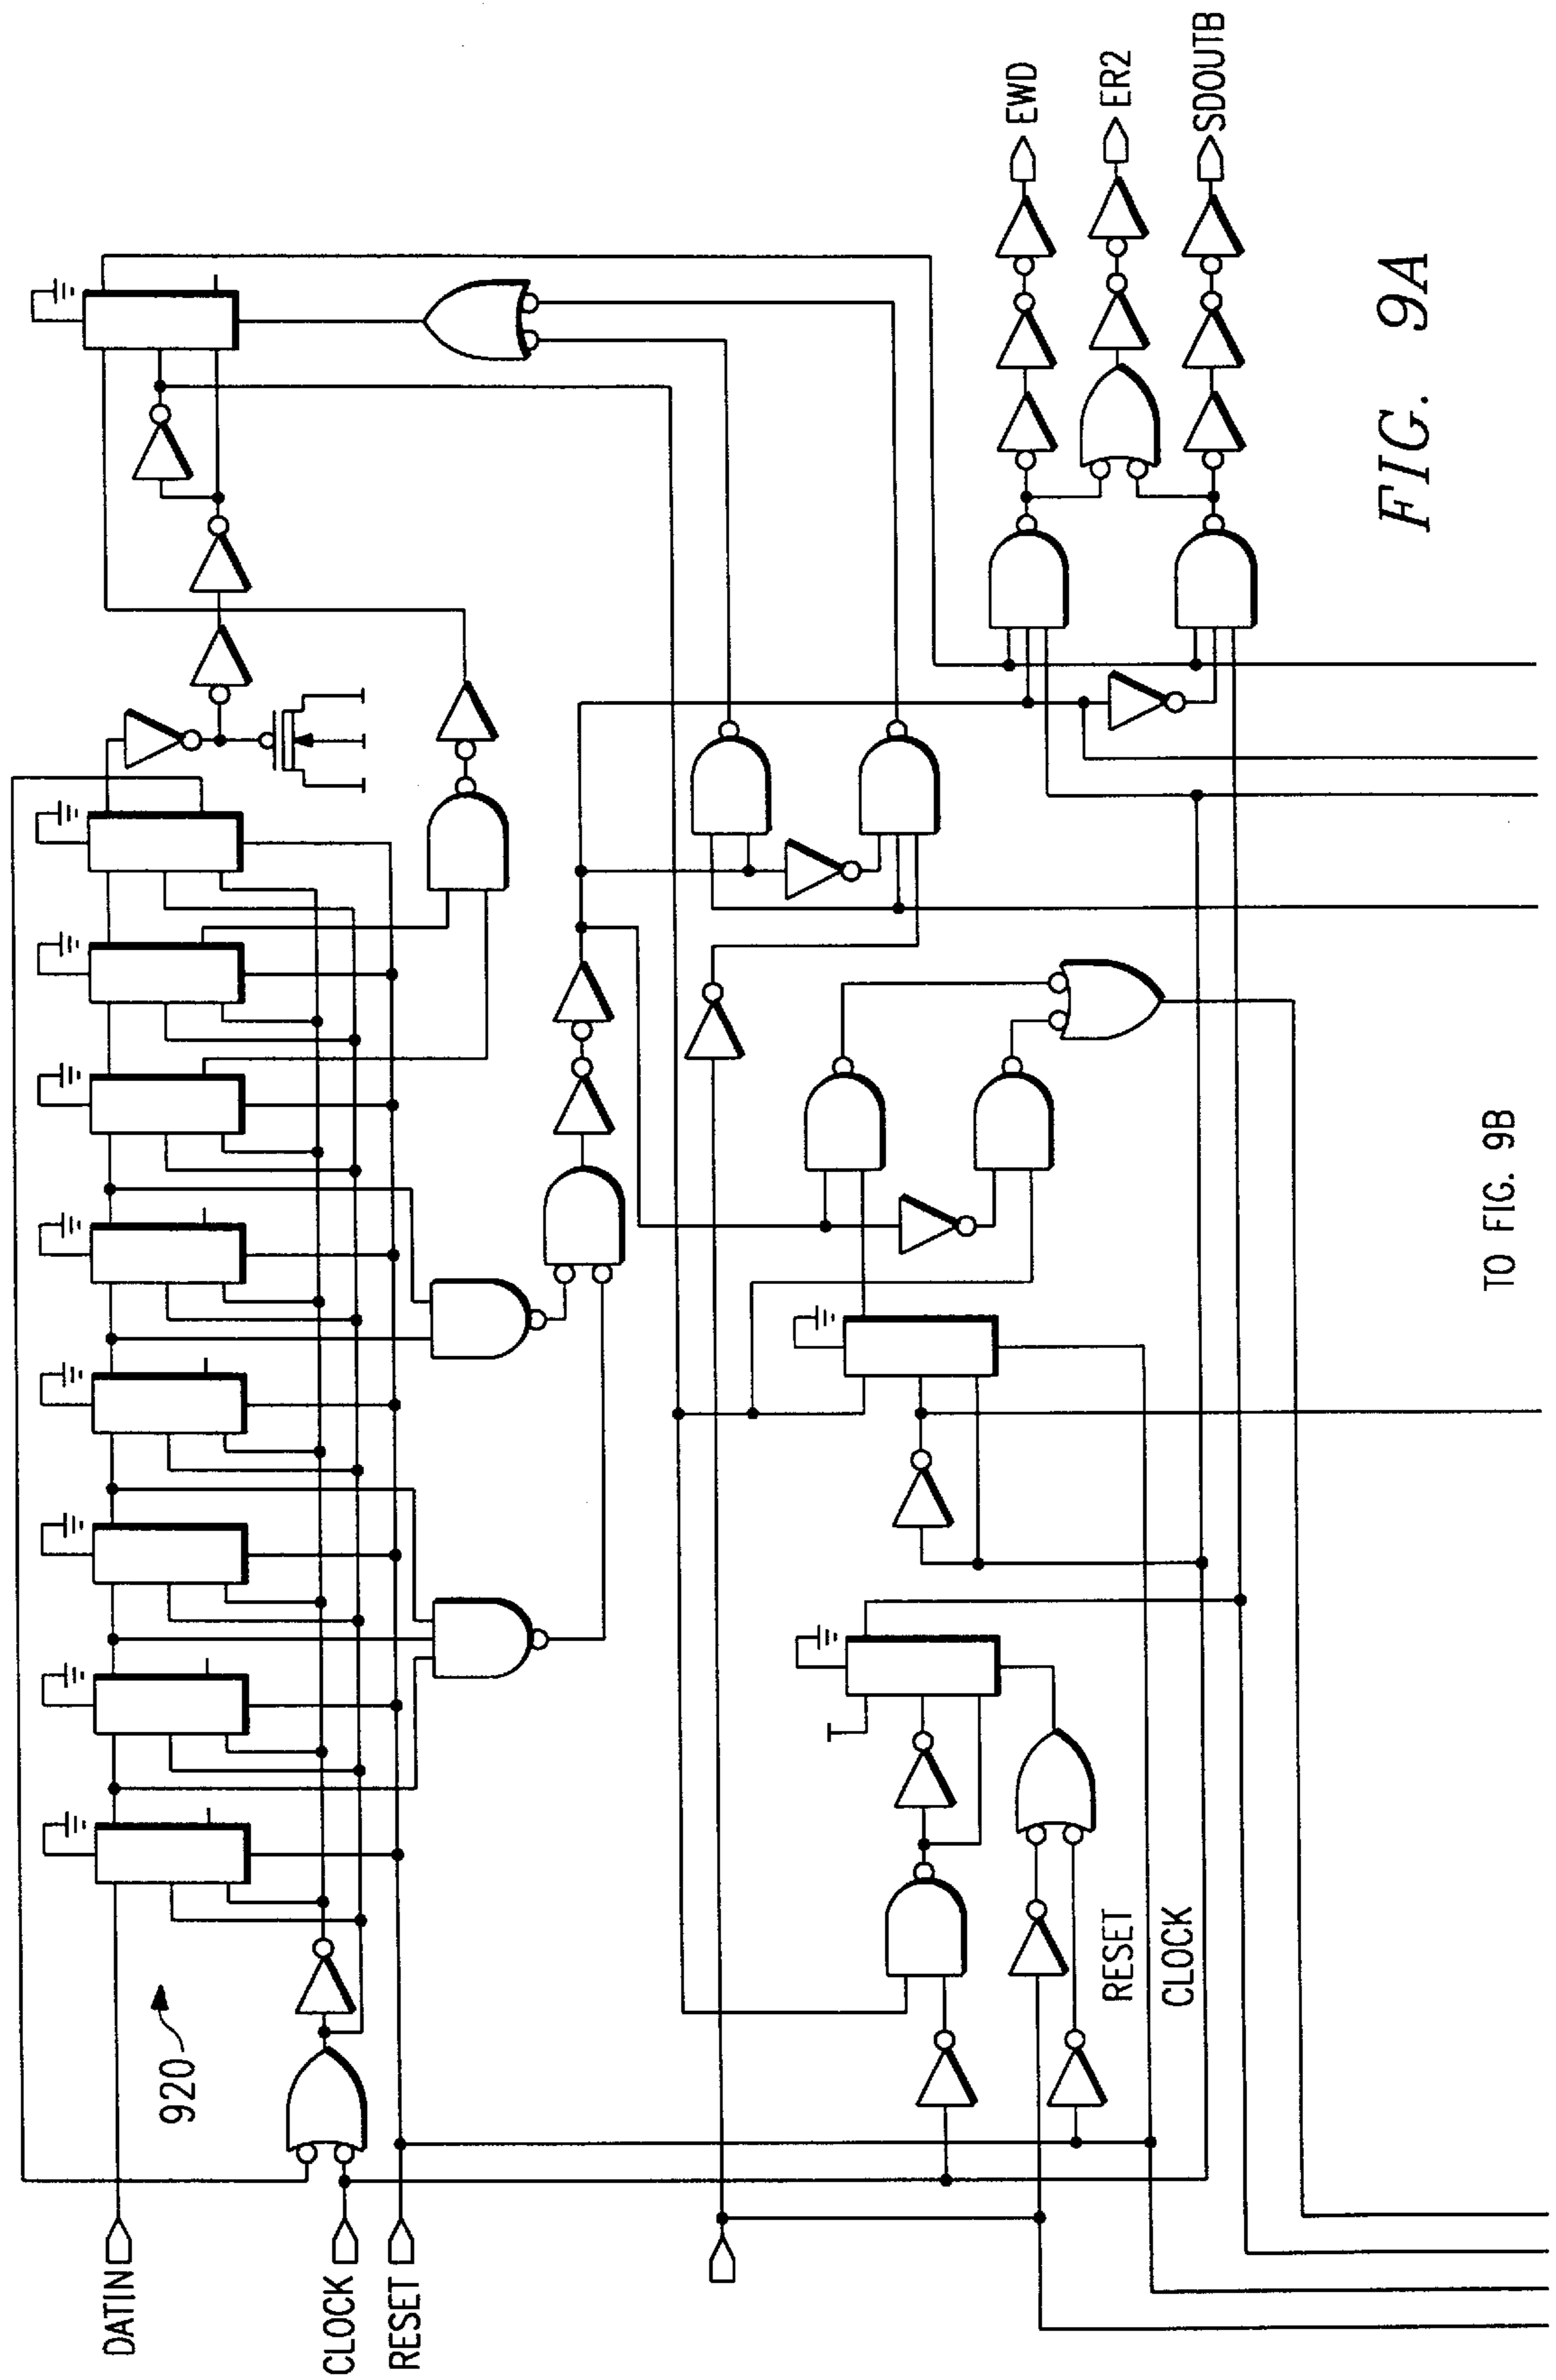 DATIN
CLOCK
RESET
920
RESET
CLOCK
EWD
ER2
SDOUTB
TO FIG. 9B
FIG. 9A